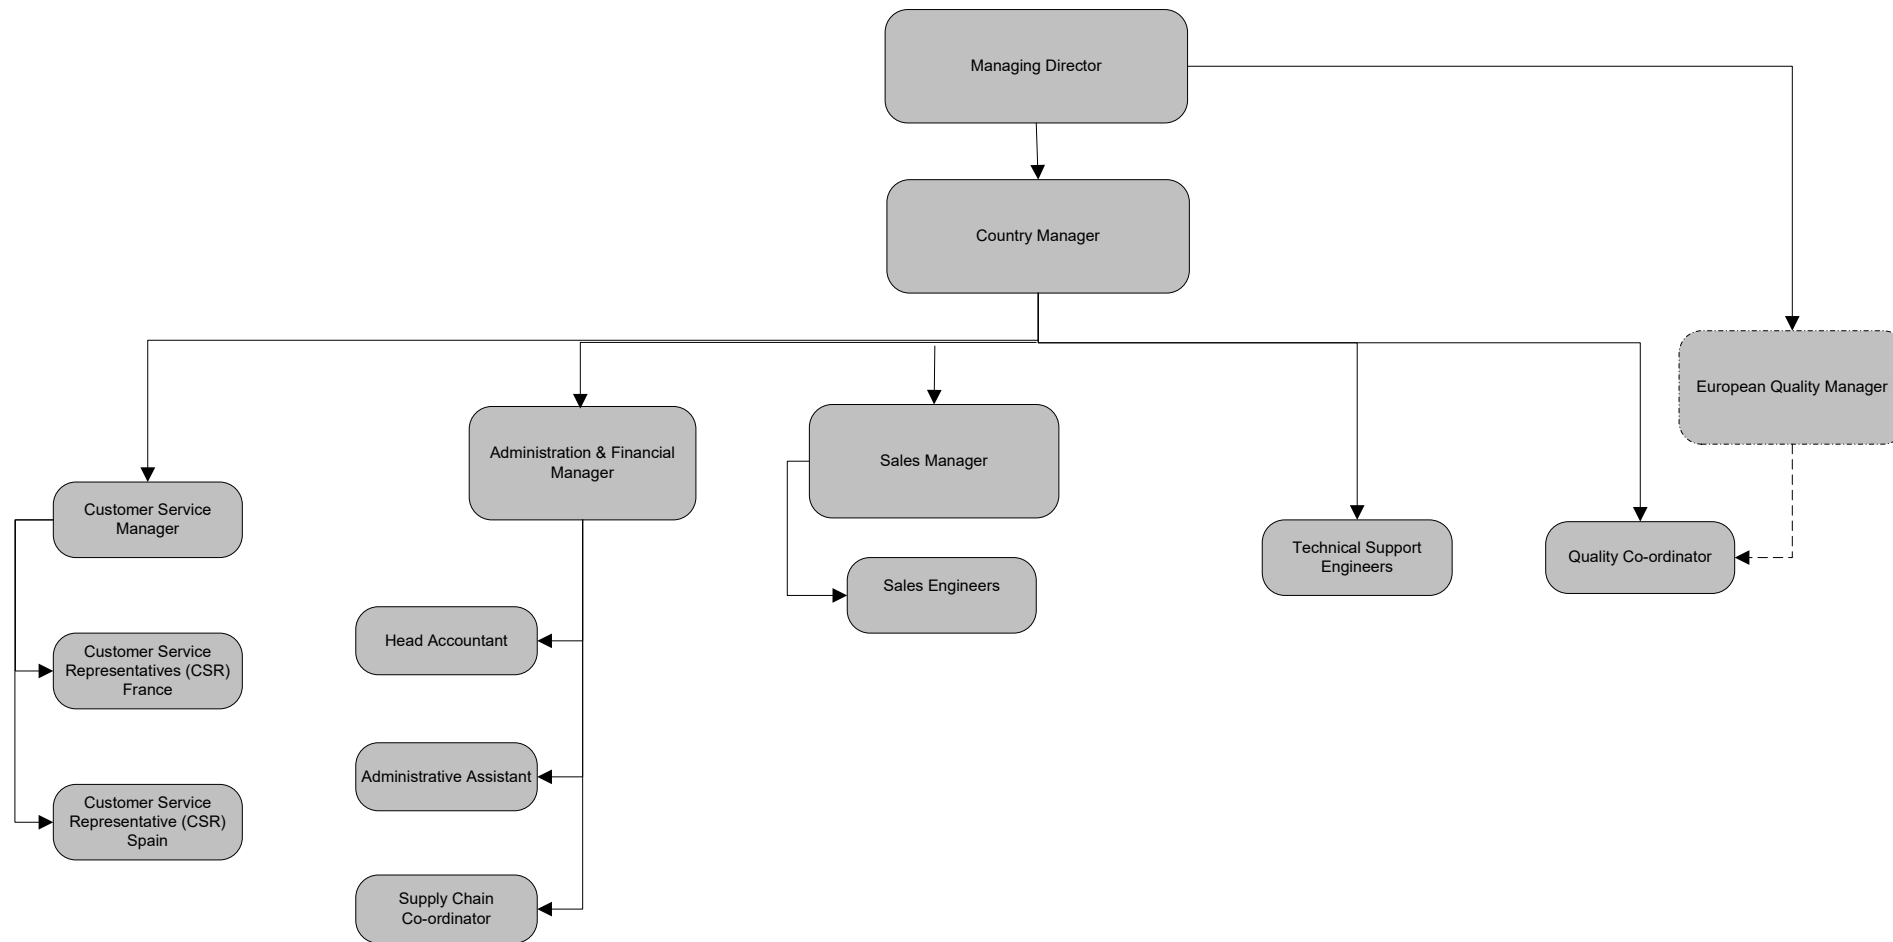 Managing Director
Country Manager
European Quality Manager
Administration & Financial
Manager
Sales Manager
Customer Service
Manager
Technical Support
Engineers
Quality Co-ordinator
Sales Engineers
Head Accountant
Customer Service
Representatives (CSR)
France
Administrative Assistant
Customer Service
Representative (CSR)
Spain
Supply Chain
Co-ordinator